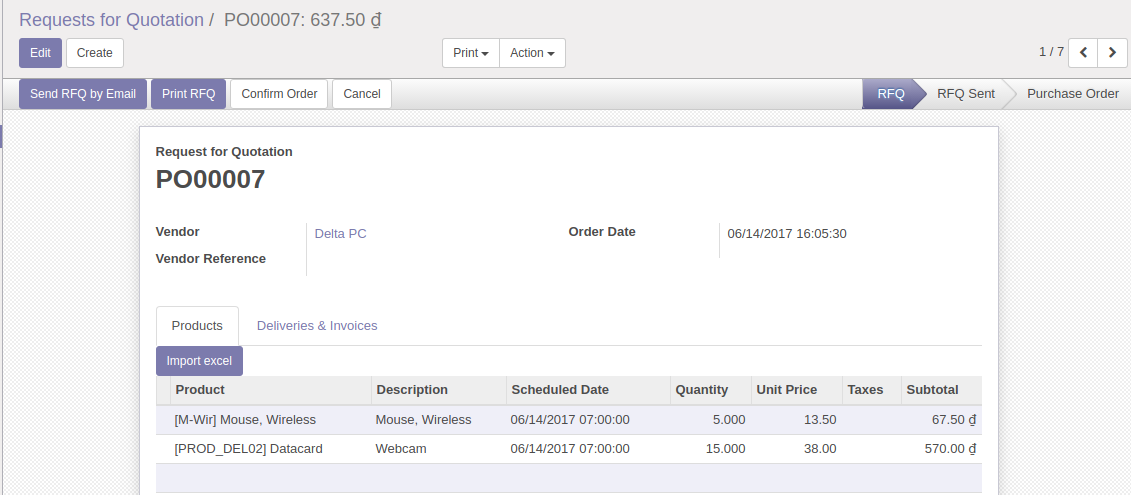 Requests for Quotation / PO00007: 637.50 ₫
Edit Create Print Action 1 / 7
Send RFQ by Email Print RFQ Confirm Order Cancel RFQ RFQ Sent Purchase Order
Request for Quotation
PO00007
Vendor Delta PC Order Date 06/14/2017 16:05:30
Vendor Reference
Products Deliveries & Invoices
Import excel
Product Description Scheduled Date Quantity Unit Price Taxes Subtotal
[M-Wir] Mouse, Wireless Mouse, Wireless 06/14/2017 07:00:00 5.000 13.50 67.50 ₫
[PROD_DEL02] Datacard Webcam 06/14/2017 07:00:00 15.000 38.00 570.00 ₫